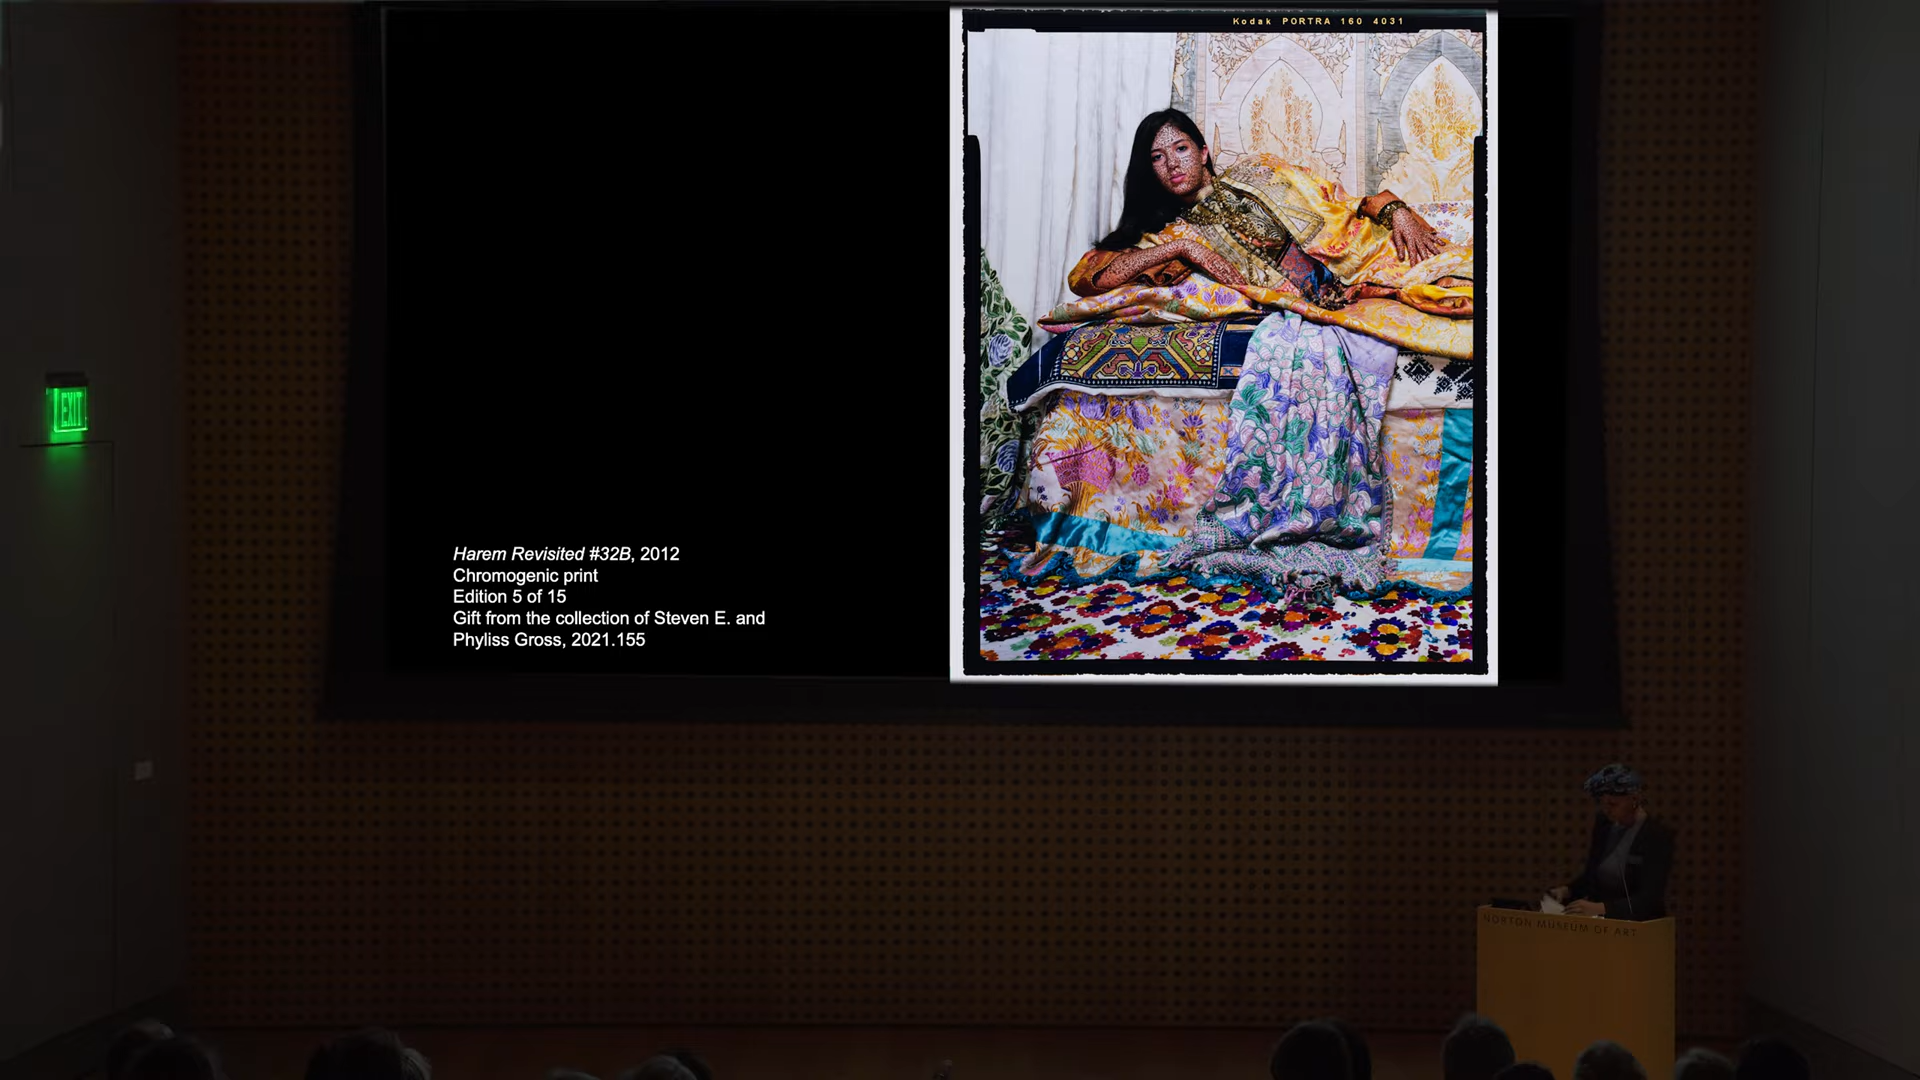 Kodak PORTRA 160 4031
EXIT
Harem Revisited #32B, 2012
Chromogenic print
Edition 5 of 15
Gift from the collection of Steven E. and
Phyliss Gross, 2021.155
NORTON MUSEUM OF ART